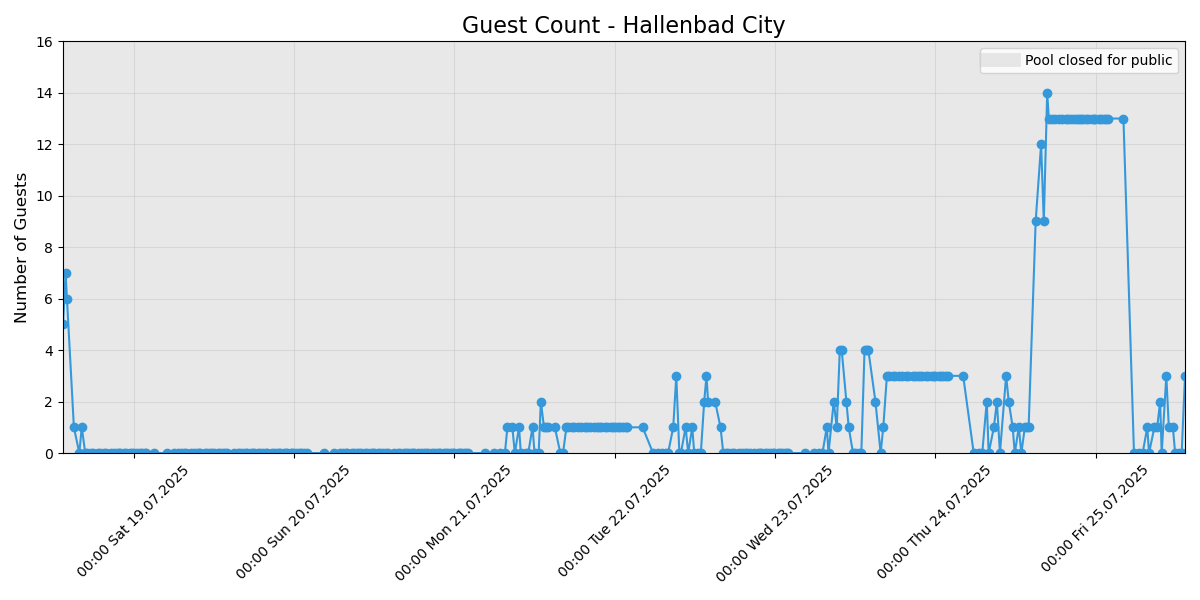 Guest Count - Hallenbad City
Pool closed for public
Number of Guests
16
14
12
10
8
6
4
2
0
00:00 Sat 19.07.2025
00:00 Sun 20.07.2025
00:00 Mon 21.07.2025
00:00 Tue 22.07.2025
00:00 Wed 23.07.2025
00:00 Thu 24.07.2025
00:00 Fri 25.07.2025